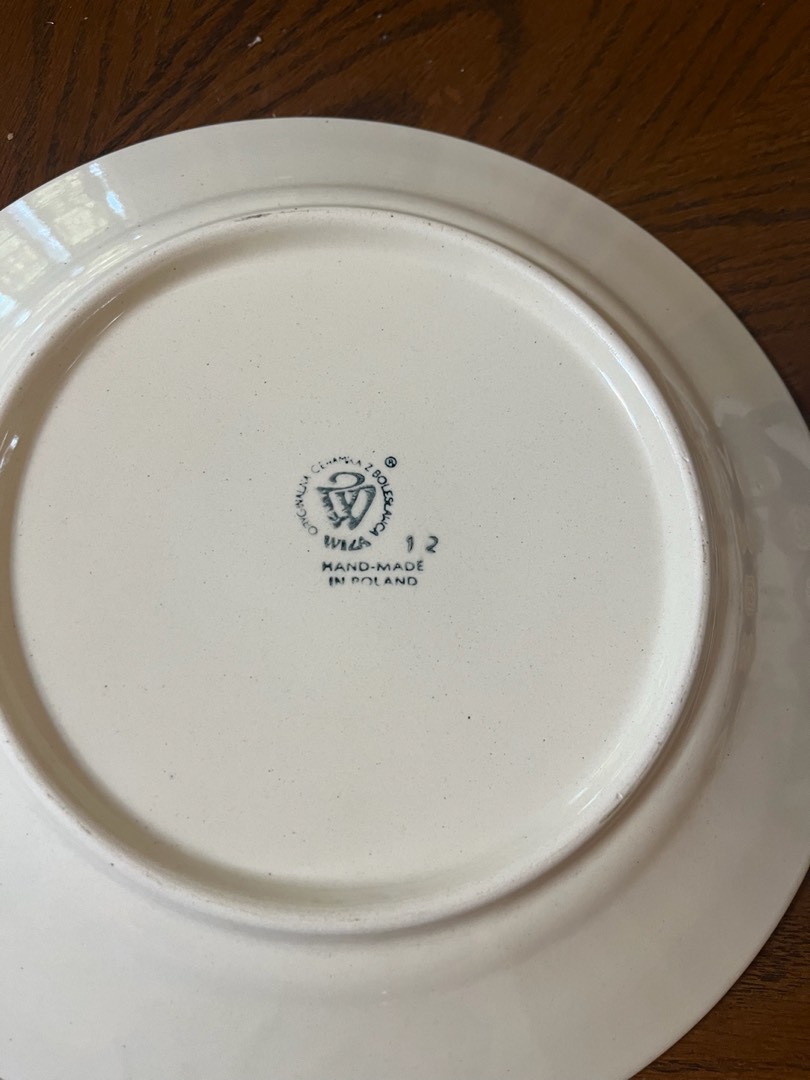 ORYGINALNA CERAMIKA Z BOLESŁAWCA ®
WIZA 12
HAND-MADE
IN POLAND